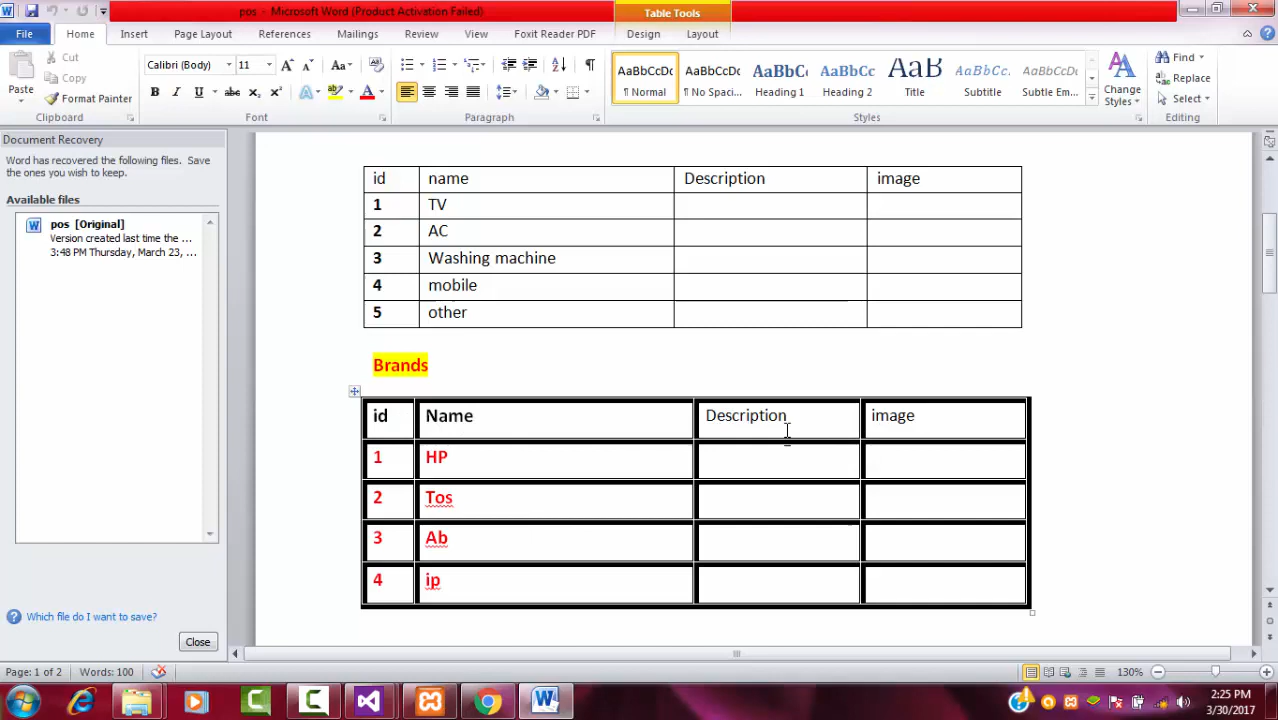 pos - Microsoft Word (Product Activation Failed)
Table Tools
File Home Insert Page Layout References Mailings Review View Foxit Reader PDF Design Layout
Paste
Cut
Copy
Format Painter
Clipboard
Calibri (Body) 11
Font
Paragraph
AaBbCcDc AaBbCcDc AaBbC AaBbCc AaB AaBbCcL AaBbCcDc
¶ Normal ¶ No Spaci... Heading 1 Heading 2 Title Subtitle Subtle Em...
Change Styles
Styles
Find
Replace
Select
Editing
Document Recovery
Word has recovered the following files. Save
the ones you wish to keep.
Available files
pos [Original]
Version created last time the ...
3:48 PM Thursday, March 23, ...
Which file do I want to save?
Close
id name Description image
1 TV
2 AC
3 Washing machine
4 mobile
5 other
Brands
id Name Description image
1 HP
2 Tos
3 Ab
4 ip
Page: 1 of 2 Words: 100 130%
2:25 PM
3/30/2017